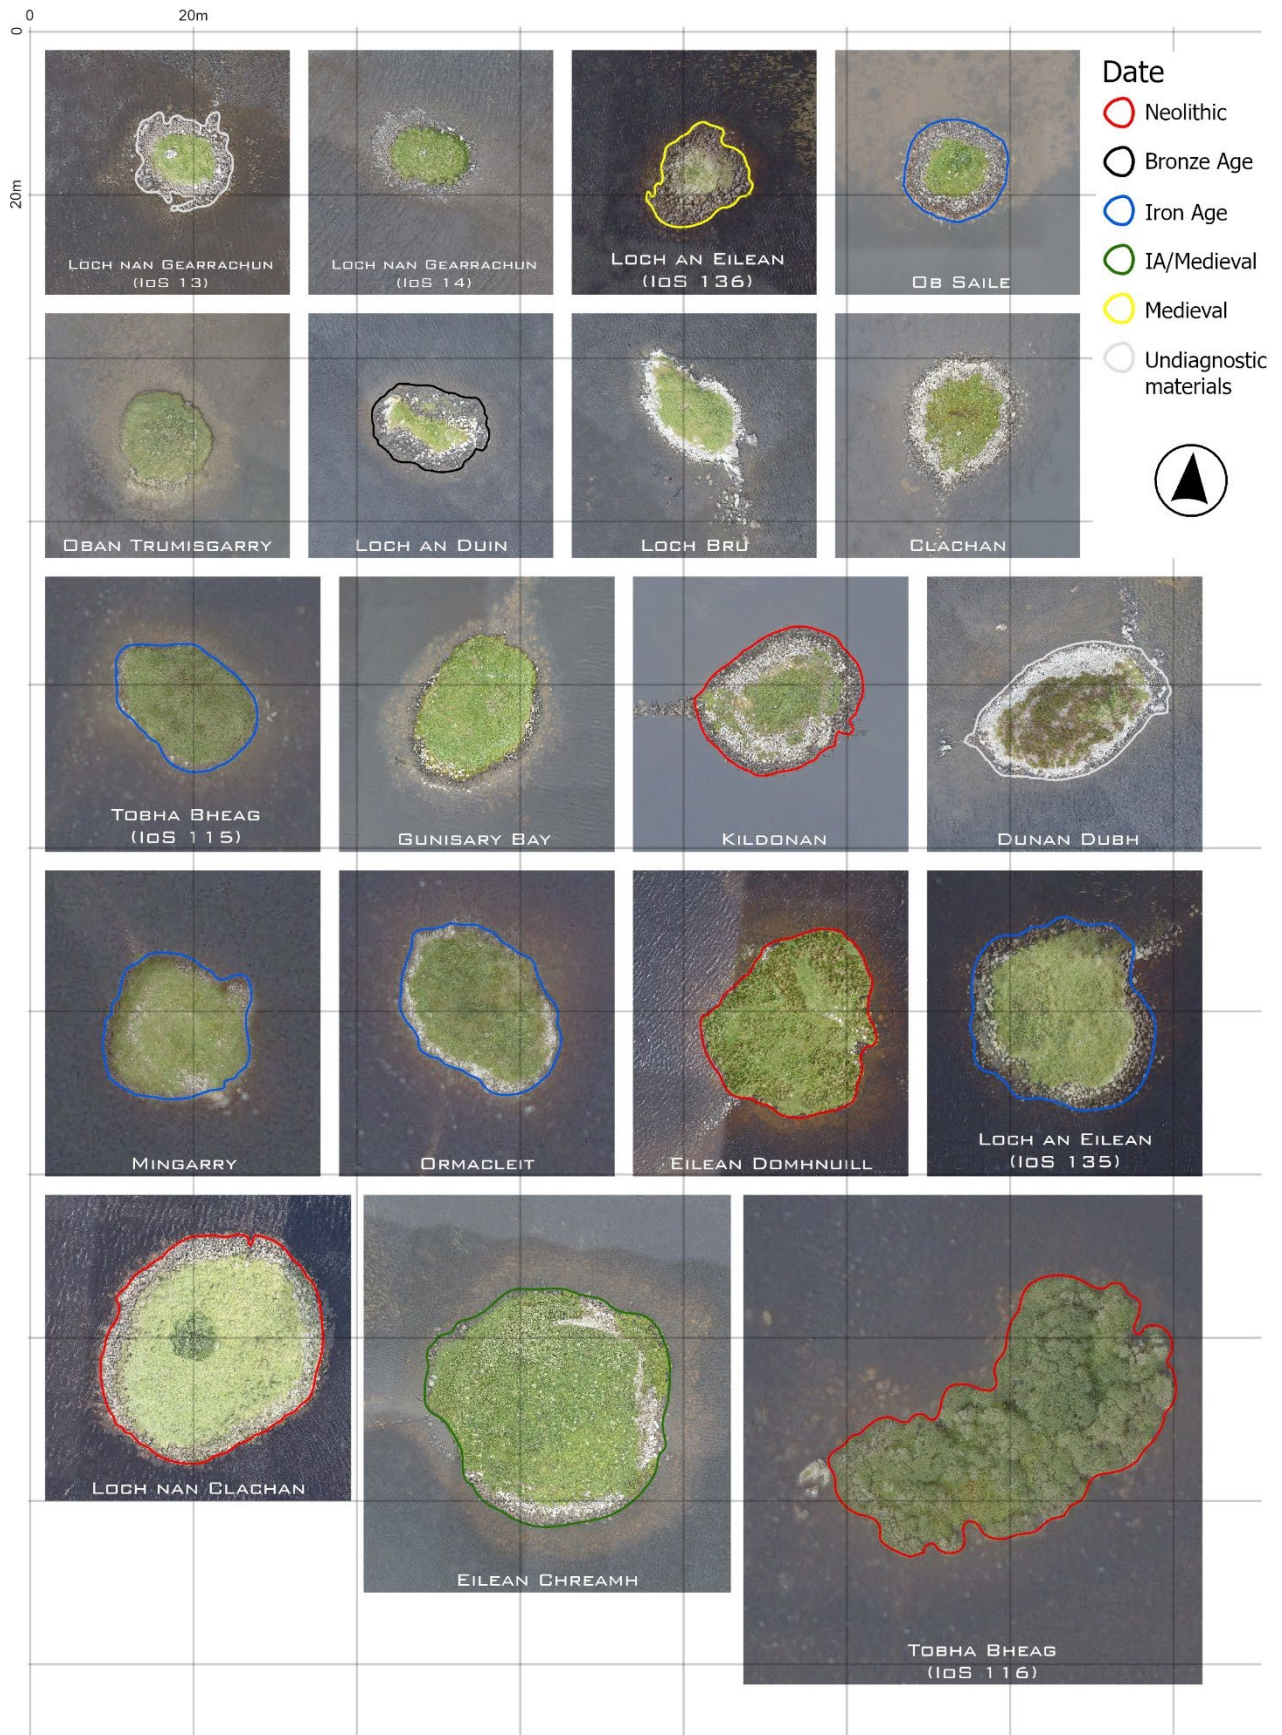 0 20m
0
20m
Date
Neolithic
Bronze Age
Iron Age
IA/Medieval
Medieval
Undiagnostic
materials
Loch nan Gearrachun
(IoS 13)
Loch nan Gearrachun
(IoS 14)
Loch an Eilean
(IoS 136)
Ob Saile
Oban Trumisgarry
Loch an Duin
Loch Bru
Clachan
Tobha Bheag
(IoS 115)
Gunisary Bay
Kildonan
Dunan Dubh
Mingarry
Ormacleit
Eilean Domhnuill
Loch an Eilean
(IoS 135)
Loch nan Clachan
Eilean Chreamh
Tobha Bheag
(IoS 116)